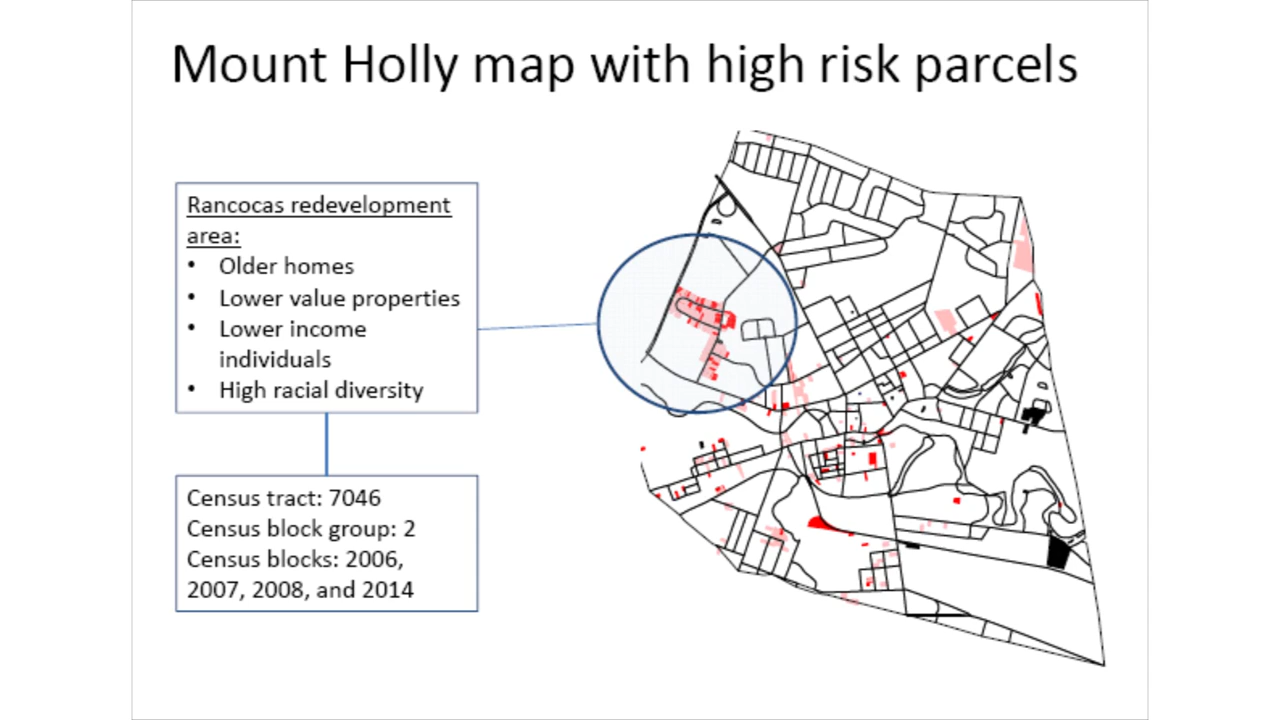 Mount Holly map with high risk parcels
Rancocas redevelopment
area:
• Older homes
• Lower value properties
• Lower income
individuals
• High racial diversity
Census tract: 7046
Census block group: 2
Census blocks: 2006,
2007, 2008, and 2014